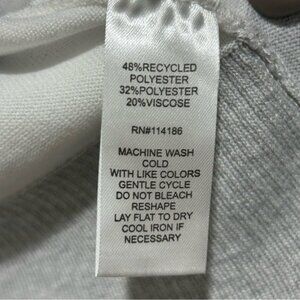 48%RECYCLED
POLYESTER
32%POLYESTER
20%VISCOSE
RN#114186
MACHINE WASH
COLD
WITH LIKE COLORS
GENTLE CYCLE
DO NOT BLEACH
RESHAPE
LAY FLAT TO DRY
COOL IRON IF
NECESSARY